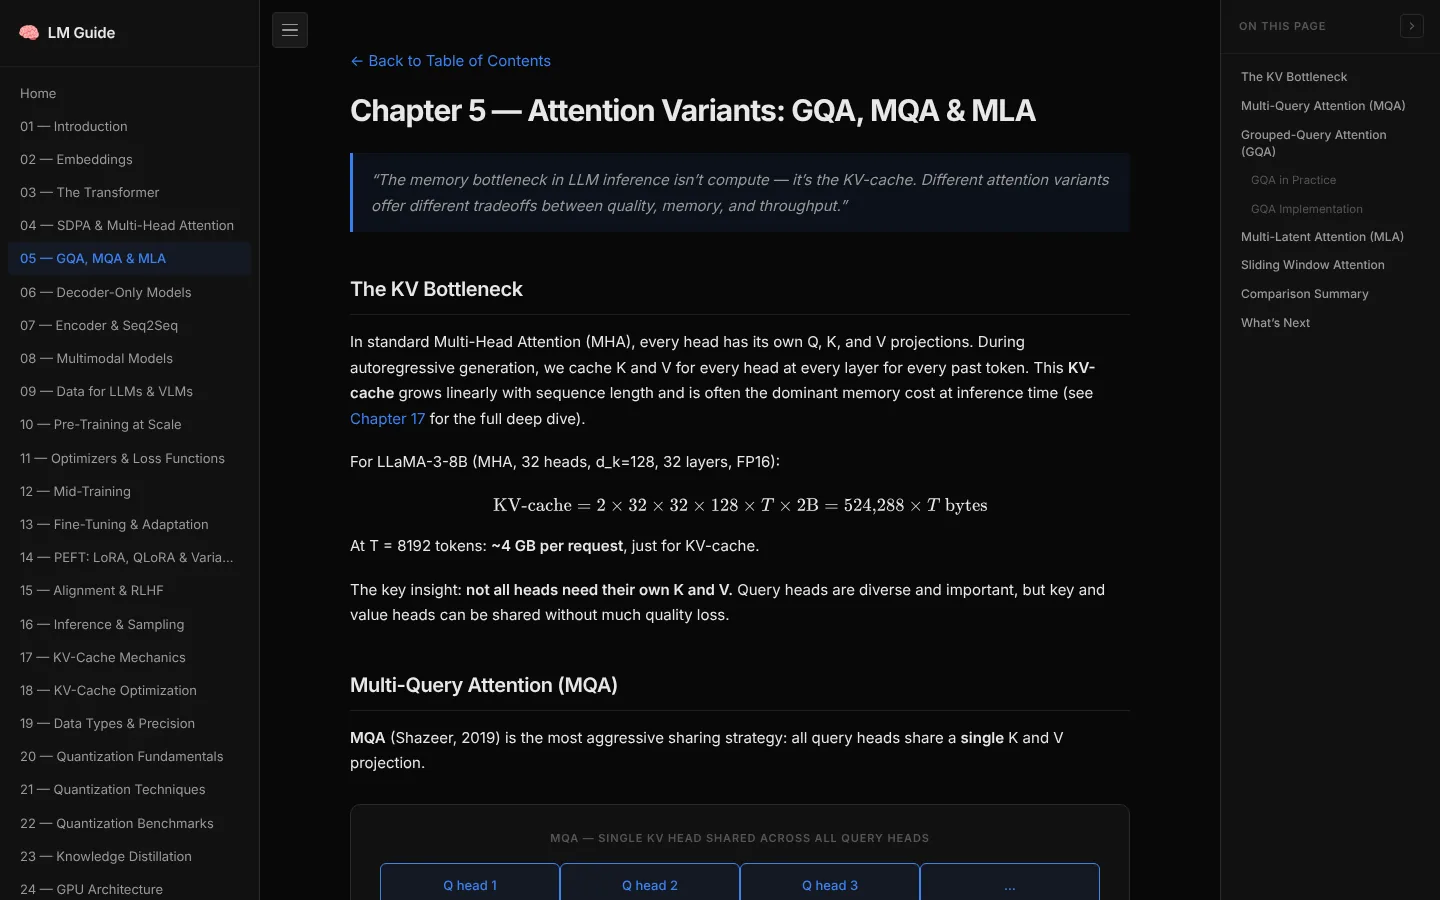 🧠 LM Guide
Home
01 — Introduction
02 — Embeddings
03 — The Transformer
04 — SDPA & Multi-Head Attention
05 — GQA, MQA & MLA
06 — Decoder-Only Models
07 — Encoder & Seq2Seq
08 — Multimodal Models
09 — Data for LLMs & VLMs
10 — Pre-Training at Scale
11 — Optimizers & Loss Functions
12 — Mid-Training
13 — Fine-Tuning & Adaptation
14 — PEFT: LoRA, QLoRA & Varia...
15 — Alignment & RLHF
16 — Inference & Sampling
17 — KV-Cache Mechanics
18 — KV-Cache Optimization
19 — Data Types & Precision
20 — Quantization Fundamentals
21 — Quantization Techniques
22 — Quantization Benchmarks
23 — Knowledge Distillation
24 — GPU Architecture
← Back to Table of Contents
Chapter 5 — Attention Variants: GQA, MQA & MLA
“The memory bottleneck in LLM inference isn’t compute — it’s the KV-cache. Different attention variants
offer different tradeoffs between quality, memory, and throughput.”
The KV Bottleneck
In standard Multi-Head Attention (MHA), every head has its own Q, K, and V projections. During
autoregressive generation, we cache K and V for every head at every layer for every past token. This KV-
cache grows linearly with sequence length and is often the dominant memory cost at inference time (see
Chapter 17 for the full deep dive).
For LLaMA-3-8B (MHA, 32 heads, d_k=128, 32 layers, FP16):
KV-cache = 2 × 32 × 32 × 128 × T × 2B = 524,288 × T bytes
At T = 8192 tokens: ~4 GB per request, just for KV-cache.
The key insight: not all heads need their own K and V. Query heads are diverse and important, but key and
value heads can be shared without much quality loss.
Multi-Query Attention (MQA)
MQA (Shazeer, 2019) is the most aggressive sharing strategy: all query heads share a single K and V
projection.
MQA — SINGLE KV HEAD SHARED ACROSS ALL QUERY HEADS
Q head 1
Q head 2
Q head 3
...
ON THIS PAGE
The KV Bottleneck
Multi-Query Attention (MQA)
Grouped-Query Attention
(GQA)
GQA in Practice
GQA Implementation
Multi-Latent Attention (MLA)
Sliding Window Attention
Comparison Summary
What’s Next